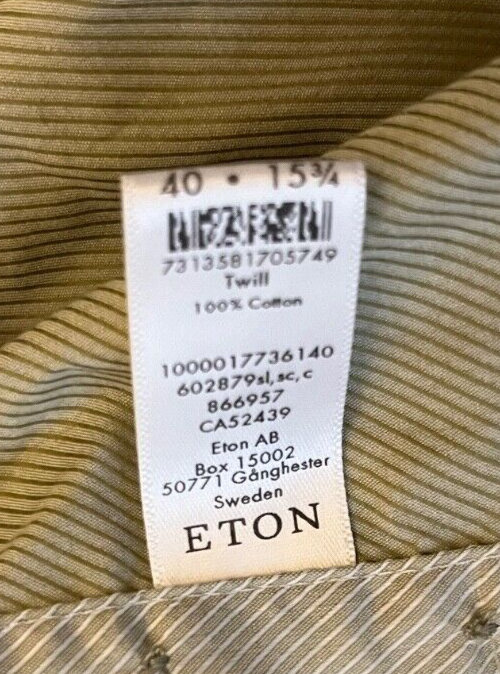 40 • 15¾
7313581705749
Twill
100% Cotton
1000017736140
602879sl,sc,c
866957
CA52439
Eton AB
Box 15002
50771 Gånghester
Sweden
ETON